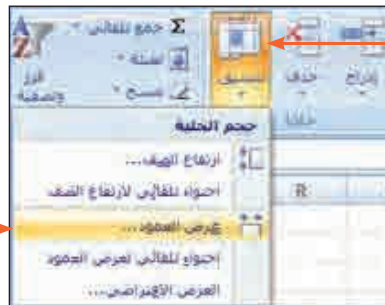 Σ جمع تلقائي
تعبئة
مسح
فرز
وتصفية
تنسيق
حذف
إدراج
خلايا
حجم الخلية
ارتفاع الصف...
احتواء تلقائي لارتفاع الصف
عرض العمود...
احتواء تلقائي لعرض العمود
العرض الافتراضي...
R